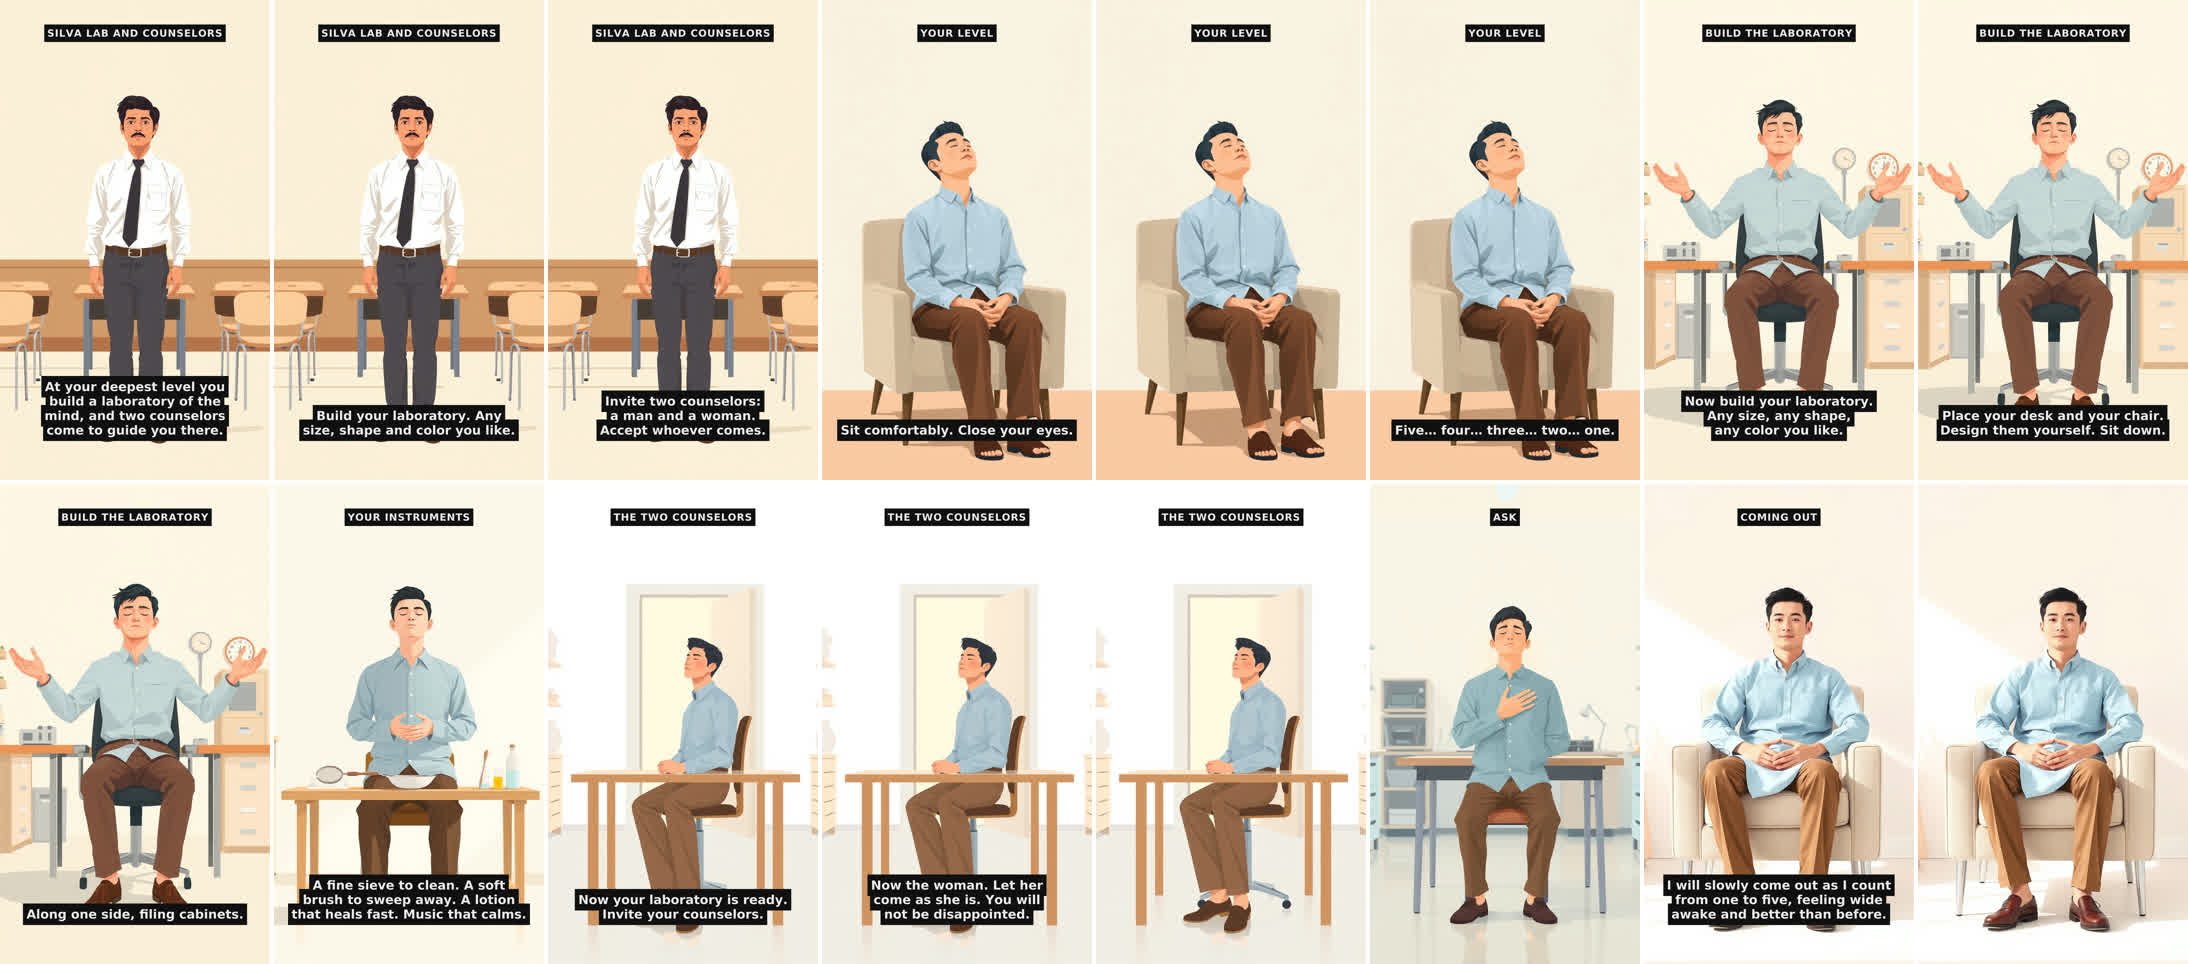 SILVA LAB AND COUNSELORS
At your deepest level you
build a laboratory of the
mind, and two counselors
come to guide you there.
SILVA LAB AND COUNSELORS
Build your laboratory. Any
size, shape and color you like.
SILVA LAB AND COUNSELORS
Invite two counselors:
a man and a woman.
Accept whoever comes.
YOUR LEVEL
Sit comfortably. Close your eyes.
YOUR LEVEL
YOUR LEVEL
Five… four… three… two… one.
BUILD THE LABORATORY
Now build your laboratory.
Any size, any shape,
any color you like.
BUILD THE LABORATORY
Place your desk and your chair.
Design them yourself. Sit down.
BUILD THE LABORATORY
Along one side, filing cabinets.
YOUR INSTRUMENTS
A fine sieve to clean. A soft
brush to sweep away. A lotion
that heals fast. Music that calms.
THE TWO COUNSELORS
Now your laboratory is ready.
Invite your counselors.
THE TWO COUNSELORS
Now the woman. Let her
come as she is. You will
not be disappointed.
THE TWO COUNSELORS
ASK
COMING OUT
I will slowly come out as I count
from one to five, feeling wide
awake and better than before.